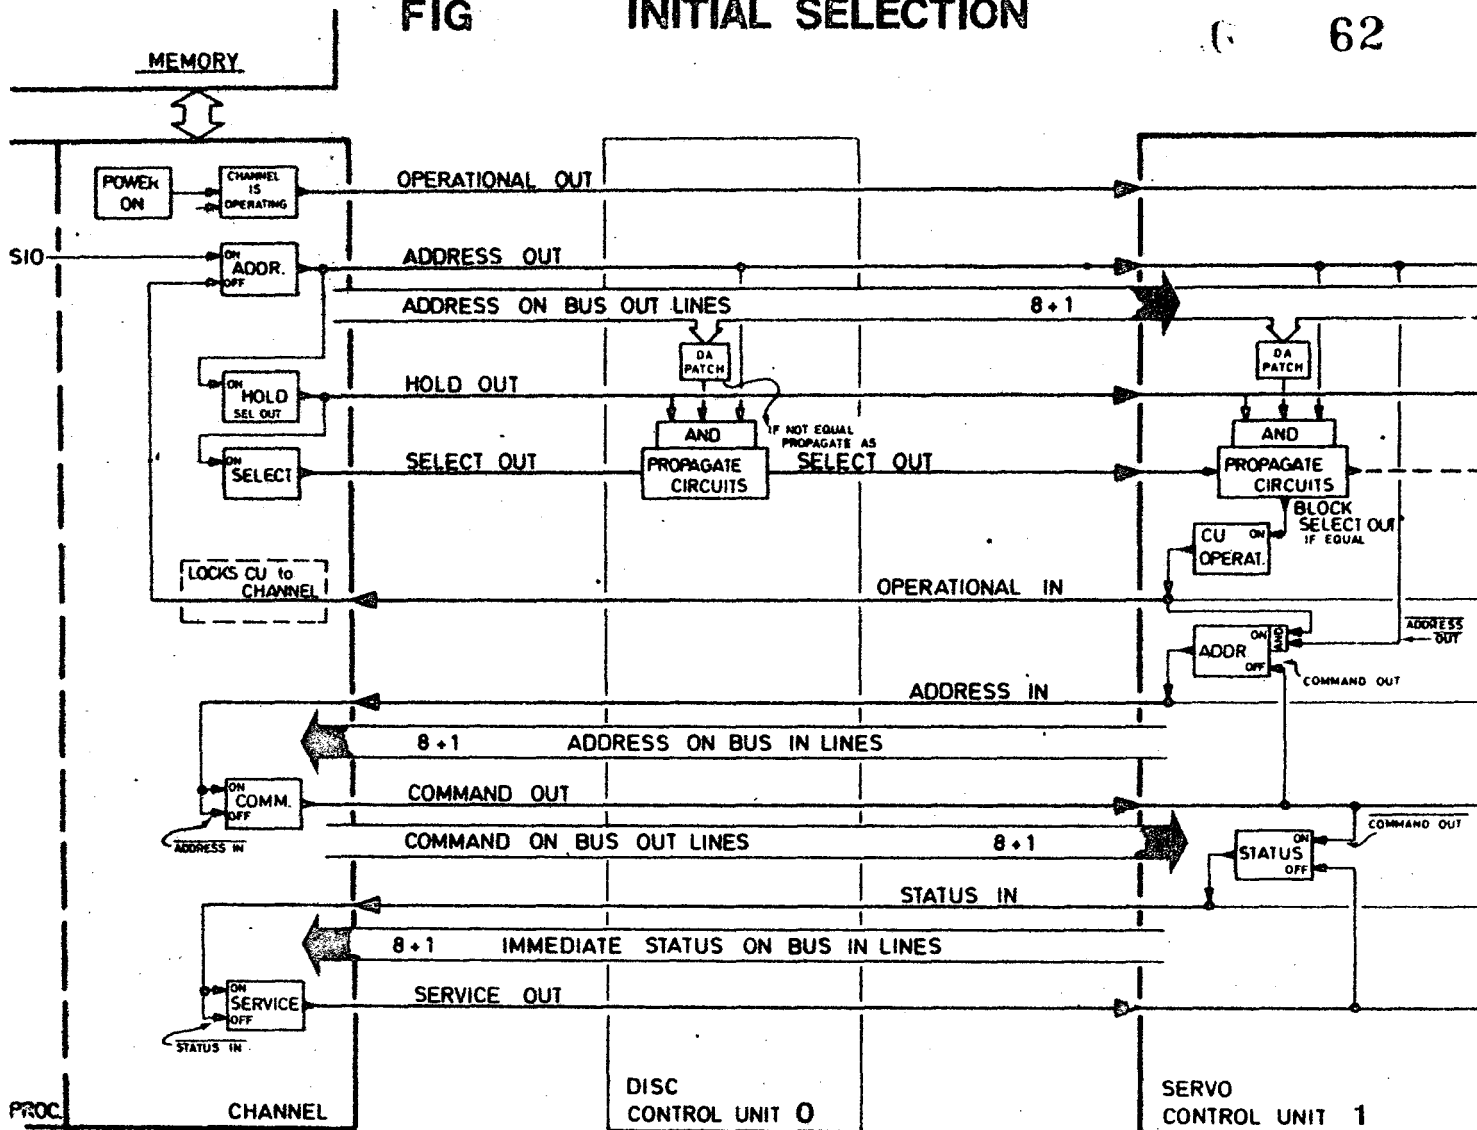 FIG INITIAL SELECTION 62
MEMORY
POWER
ON
CHANNEL
IS
OPERATING
OPERATIONAL OUT
SIO
ON
ADDR.
OFF
ADDRESS OUT
ADDRESS ON BUS OUT LINES 8+1
DA
PATCH
DA
PATCH
ON
HOLD
SEL OUT
HOLD OUT
AND
IF NOT EQUAL
PROPAGATE AS
AND
ON
SELECT
SELECT OUT
PROPAGATE
CIRCUITS
SELECT OUT
PROPAGATE
CIRCUITS
BLOCK
SELECT OUT
IF EQUAL
CU ON
OPERAT.
LOCKS CU to
CHANNEL
OPERATIONAL IN
ON
AND
ADDR.
OFF
ADDRESS
OUT
COMMAND OUT
ADDRESS IN
8+1 ADDRESS ON BUS IN LINES
ON
COMM.
OFF
ADDRESS IN
COMMAND OUT
COMMAND ON BUS OUT LINES 8+1
COMMAND OUT
ON
STATUS
OFF
STATUS IN
8+1 IMMEDIATE STATUS ON BUS IN LINES
ON
SERVICE
OFF
STATUS IN
SERVICE OUT
PROC.
CHANNEL
DISC
CONTROL UNIT 0
SERVO
CONTROL UNIT 1